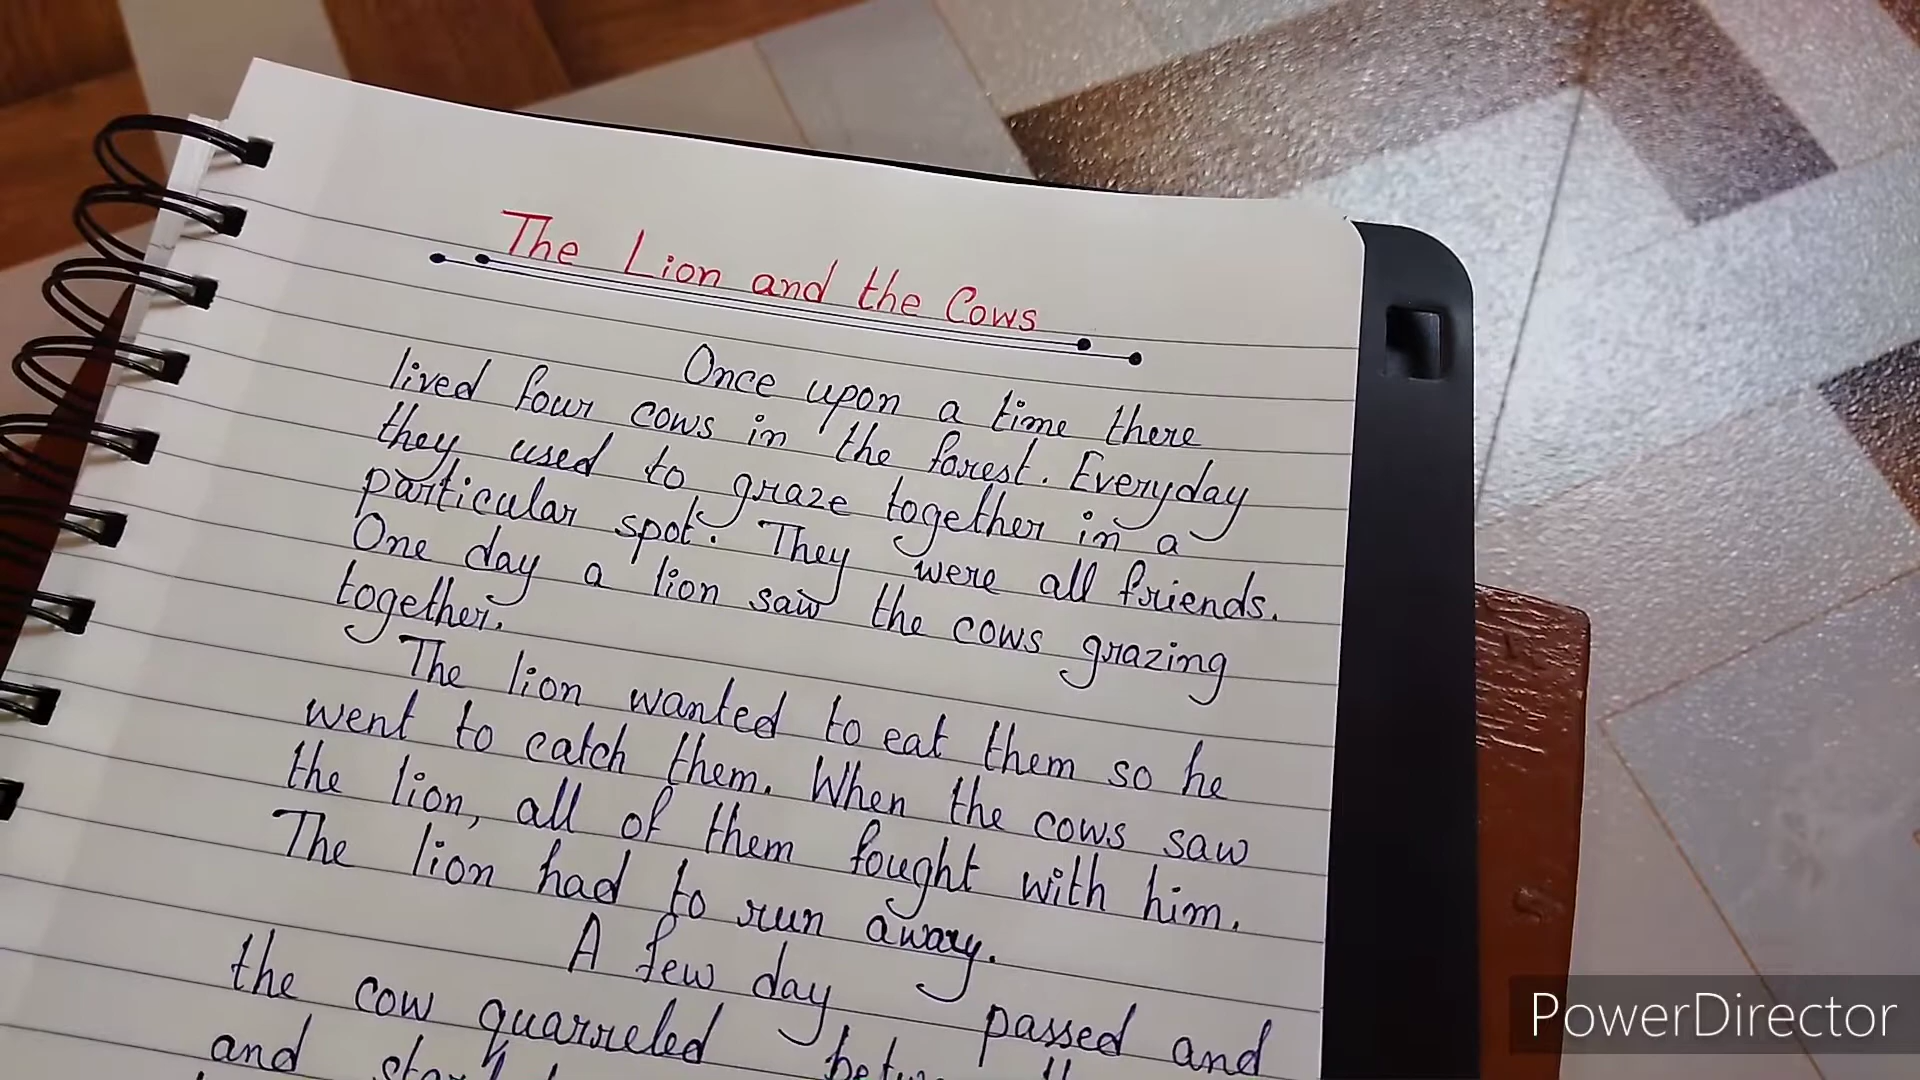 The Lion and the Cows
Once upon a time there
lived four cows in the forest. Everyday
they used to graze together in a
particular spot. They were all friends.
One day a lion saw the cows grazing
together.
The lion wanted to eat them so he
went to catch them. When the cows saw
the lion, all of them fought with him.
The lion had to run away.
A few day passed and
the cow quarreled
and
PowerDirector